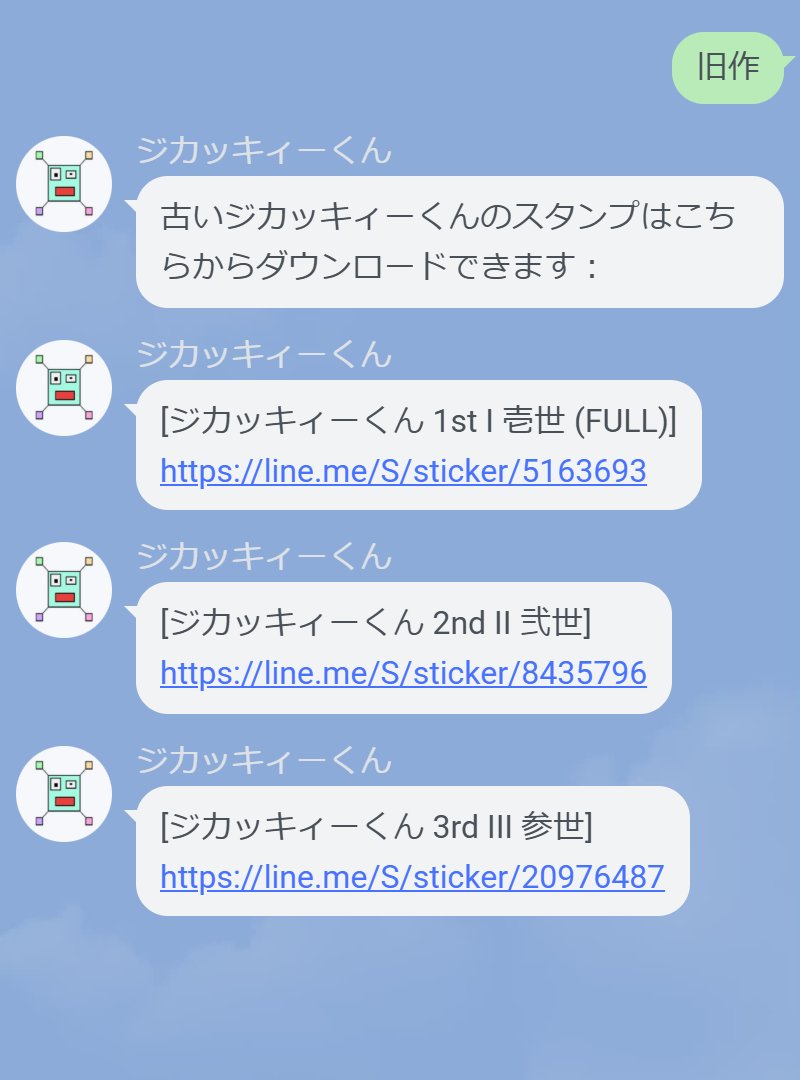 旧作
ジカッキィーくん
古いジカッキィーくんのスタンプはこち
らからダウンロードできます：
ジカッキィーくん
[ジカッキィーくん 1st I 壱世 (FULL)]
https://line.me/S/sticker/5163693
ジカッキィーくん
[ジカッキィーくん 2nd II 弐世]
https://line.me/S/sticker/8435796
ジカッキィーくん
[ジカッキィーくん 3rd III 参世]
https://line.me/S/sticker/20976487